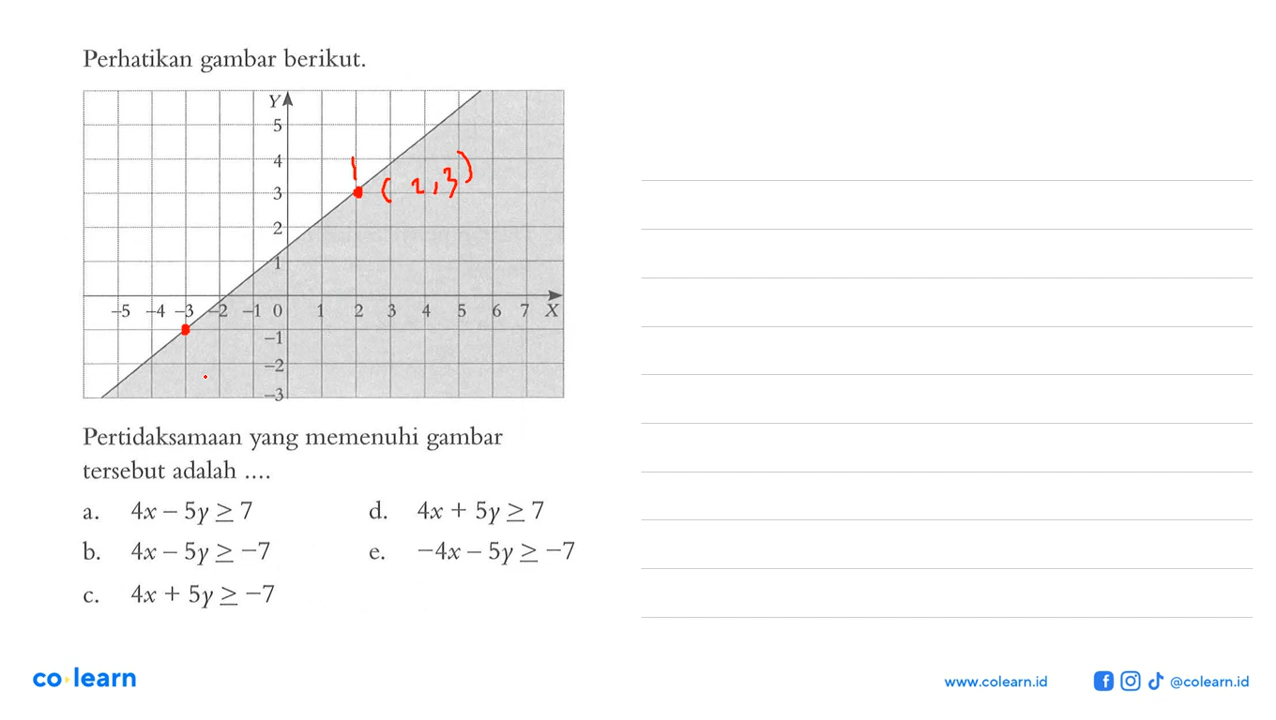 Perhatikan gambar berikut.
Y
5
4
( 2,3)
3
2
1
–5 –4 –3 –2 –1 0 1 2 3 4 5 6 7 X
–1
–2
–3
Pertidaksamaan yang memenuhi gambar
tersebut adalah ....
a. 4x – 5y ≥ 7
d. 4x + 5y ≥ 7
b. 4x – 5y ≥ –7
e. –4x – 5y ≥ –7
c. 4x + 5y ≥ –7
co learn
www.colearn.id
@colearn.id